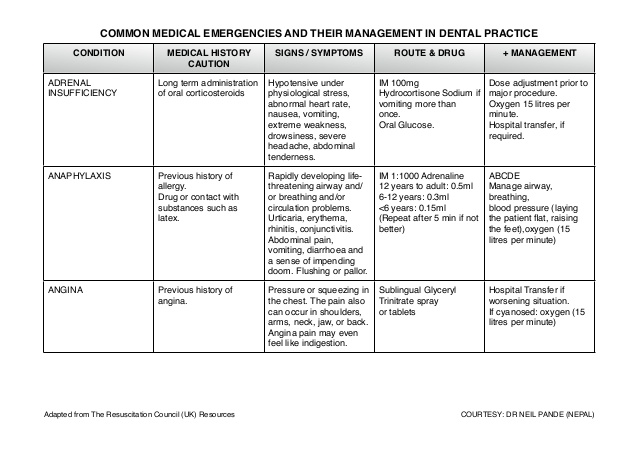 COMMON MEDICAL EMERGENCIES AND THEIR MANAGEMENT IN DENTAL PRACTICE
CONDITION
MEDICAL HISTORY
CAUTION
SIGNS / SYMPTOMS
ROUTE & DRUG
+ MANAGEMENT
ADRENAL
INSUFFICIENCY
Long term administration
of oral corticosteroids
Hypotensive under
physiological stress,
abnormal heart rate,
nausea, vomiting,
extreme weakness,
drowsiness, severe
headache, abdominal
tenderness.
IM 100mg
Hydrocortisone Sodium if
vomiting more than
once.
Oral Glucose.
Dose adjustment prior to
major procedure.
Oxygen 15 litres per
minute.
Hospital transfer, if
required.
ANAPHYLAXIS
Previous history of
allergy.
Drug or contact with
substances such as
latex.
Rapidly developing life-
threatening airway and/
or breathing and/or
circulation problems.
Urticaria, erythema,
rhinitis, conjunctivitis.
Abdominal pain,
vomiting, diarrhoea and
a sense of impending
doom. Flushing or pallor.
IM 1:1000 Adrenaline
12 years to adult: 0.5ml
6-12 years: 0.3ml
<6 years: 0.15ml
(Repeat after 5 min if not
better)
ABCDE
Manage airway,
breathing,
blood pressure (laying
the patient flat, raising
the feet),oxygen (15
litres per minute)
ANGINA
Previous history of
angina.
Pressure or squeezing in
the chest. The pain also
can occur in shoulders,
arms, neck, jaw, or back.
Angina pain may even
feel like indigestion.
Sublingual Glyceryl
Trinitrate spray
or tablets
Hospital Transfer if
worsening situation.
If cyanosed: oxygen (15
litres per minute)
Adapted from The Resuscitation Council (UK) Resources
COURTESY: DR NEIL PANDE (NEPAL)